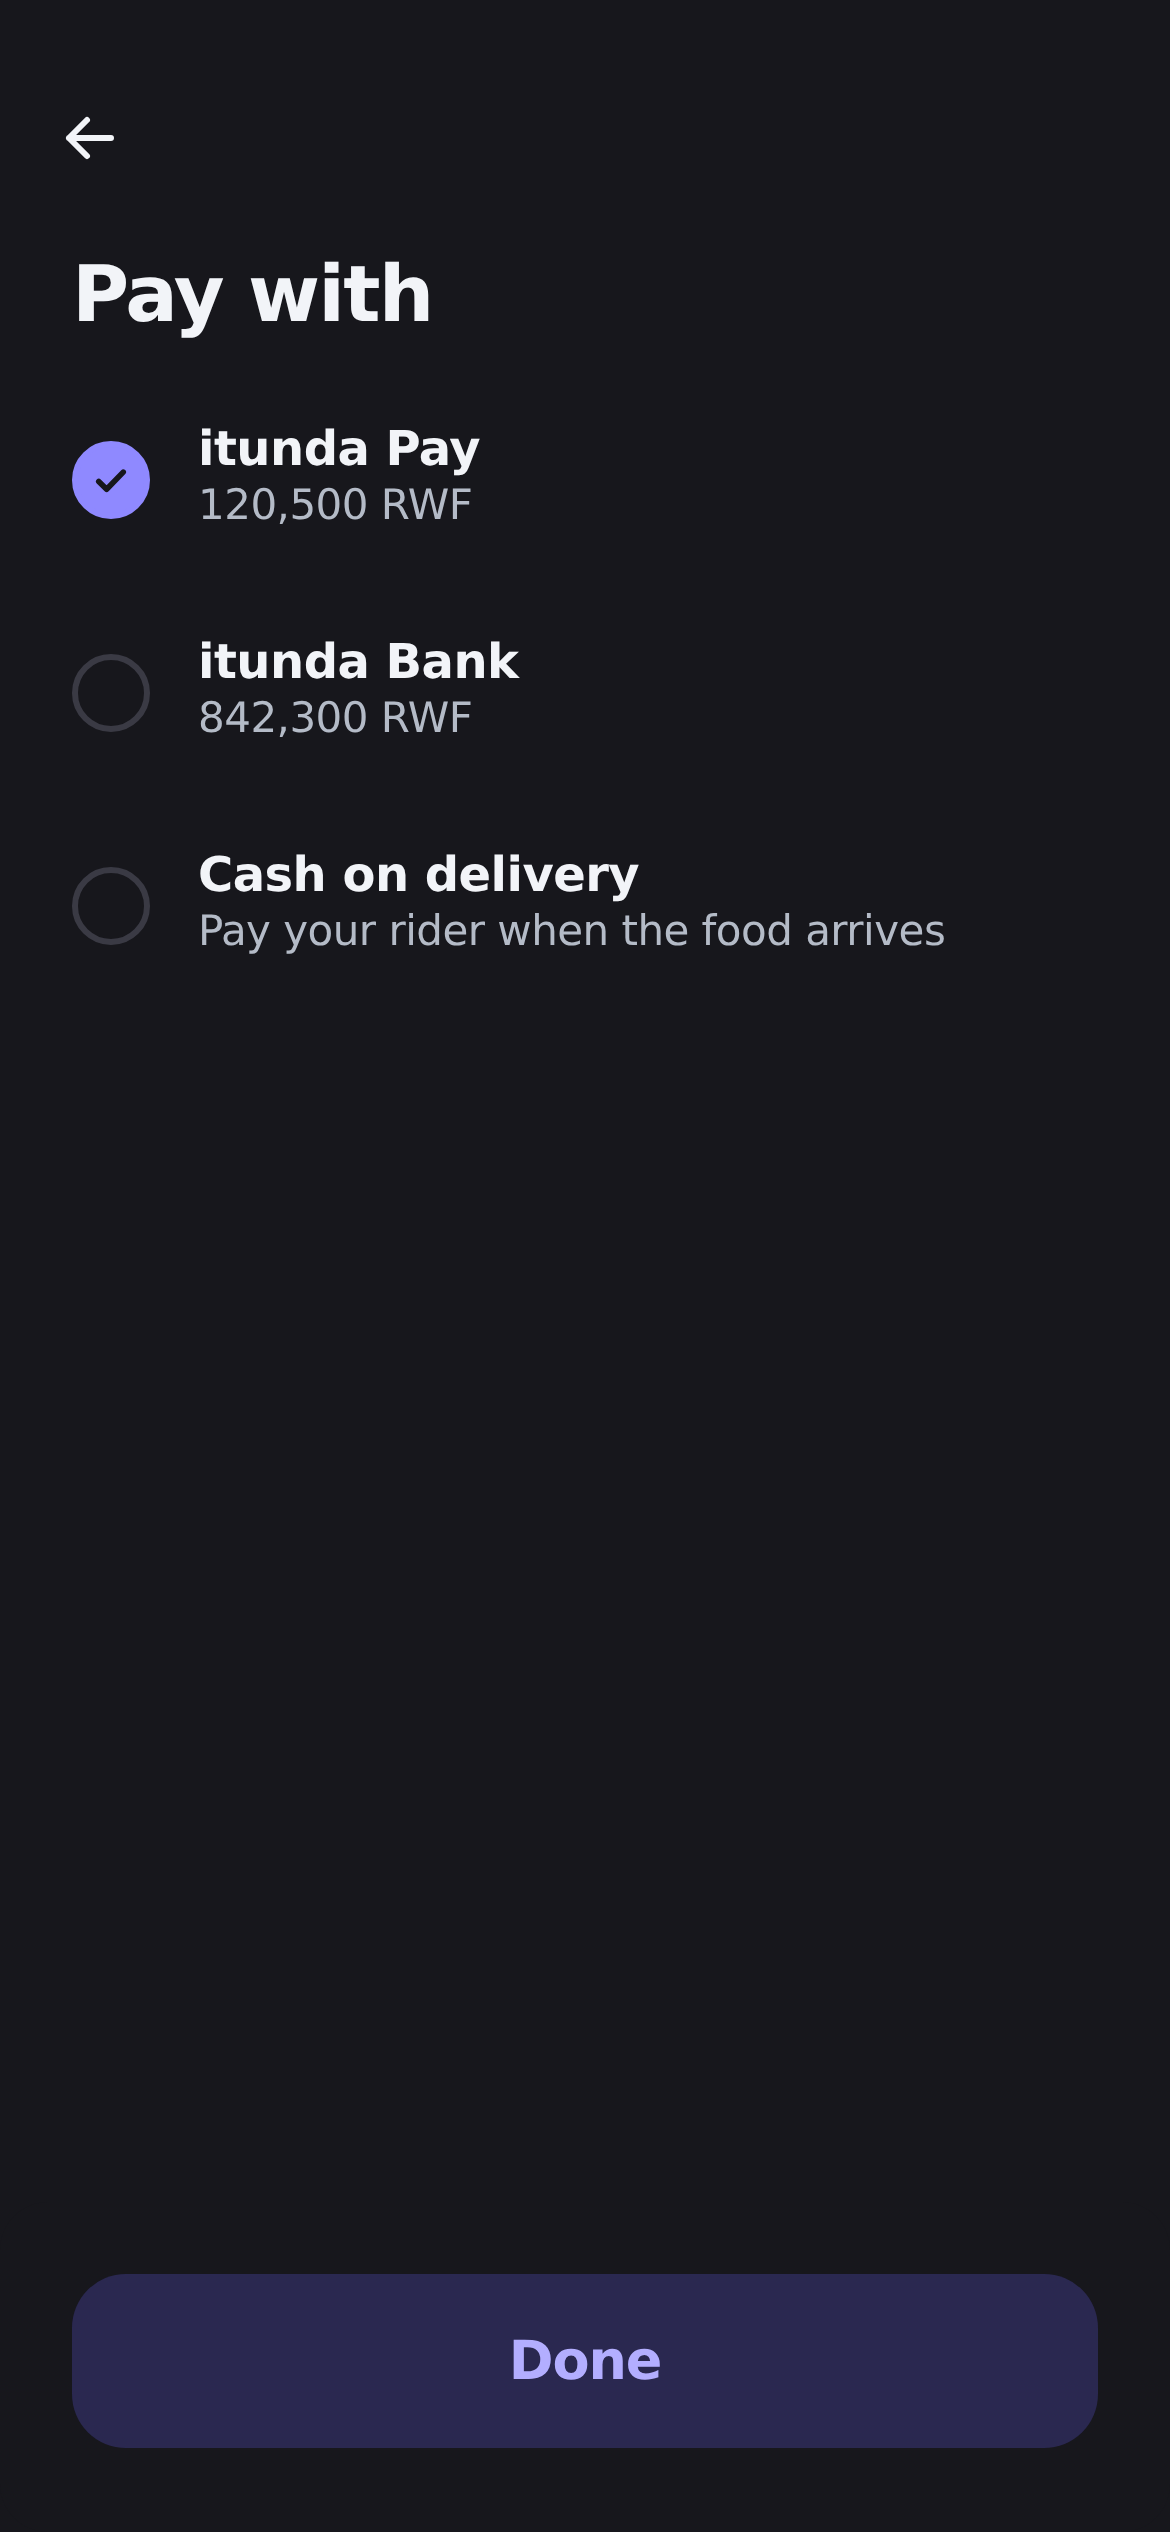 Pay with
itunda Pay
120,500 RWF
itunda Bank
842,300 RWF
Cash on delivery
Pay your rider when the food arrives
Done